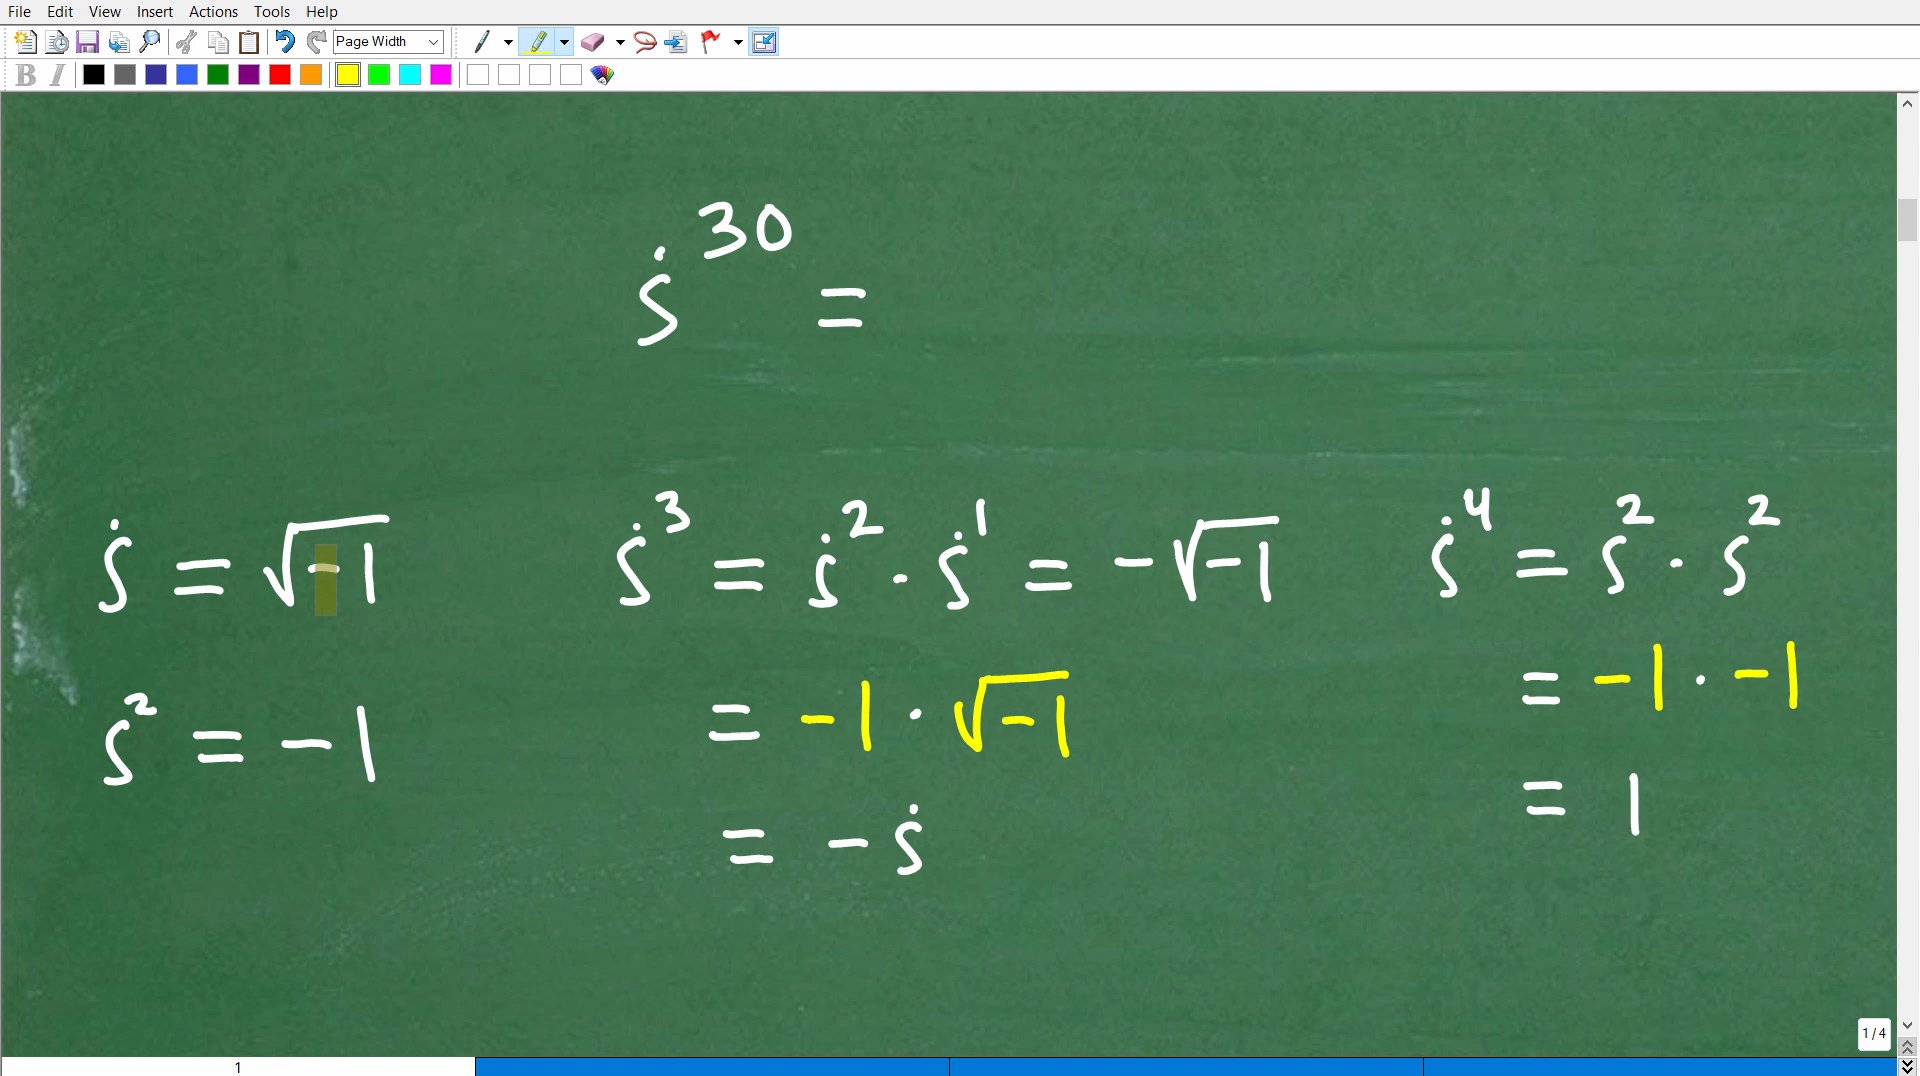 File Edit View Insert Actions Tools Help
Page Width
B I
i³⁰ =
i = √-1
i² = -1
i³ = i² · i¹ = -√-1
= -1 · √-1
= -i
i⁴ = i² · i²
= -1 · -1
= 1
1 / 4
1